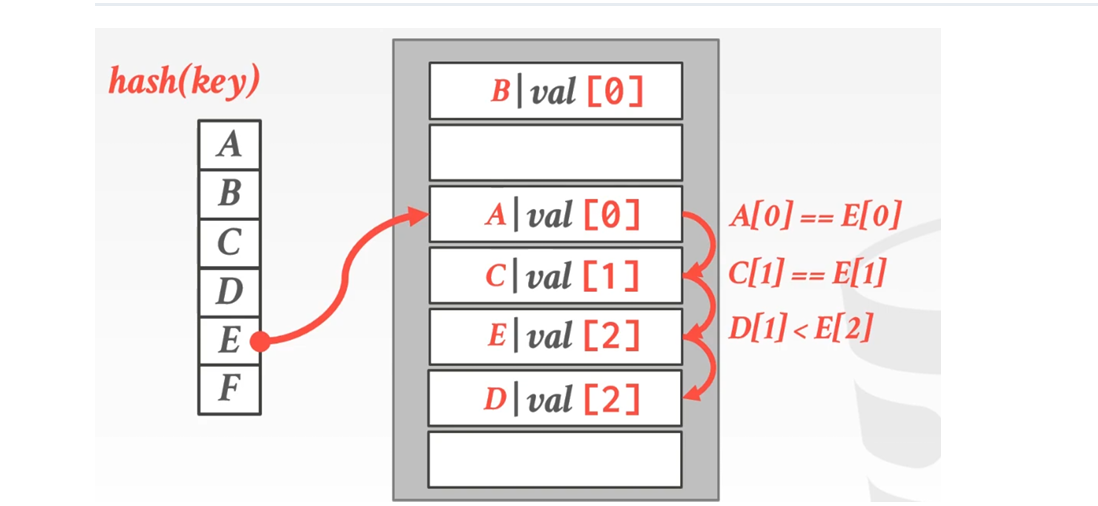 hash(key)
A
B
C
D
E
F
B|val [0]
A|val [0]
C|val [1]
E|val [2]
D|val [2]
A[0] == E[0]
C[1] == E[1]
D[1] < E[2]